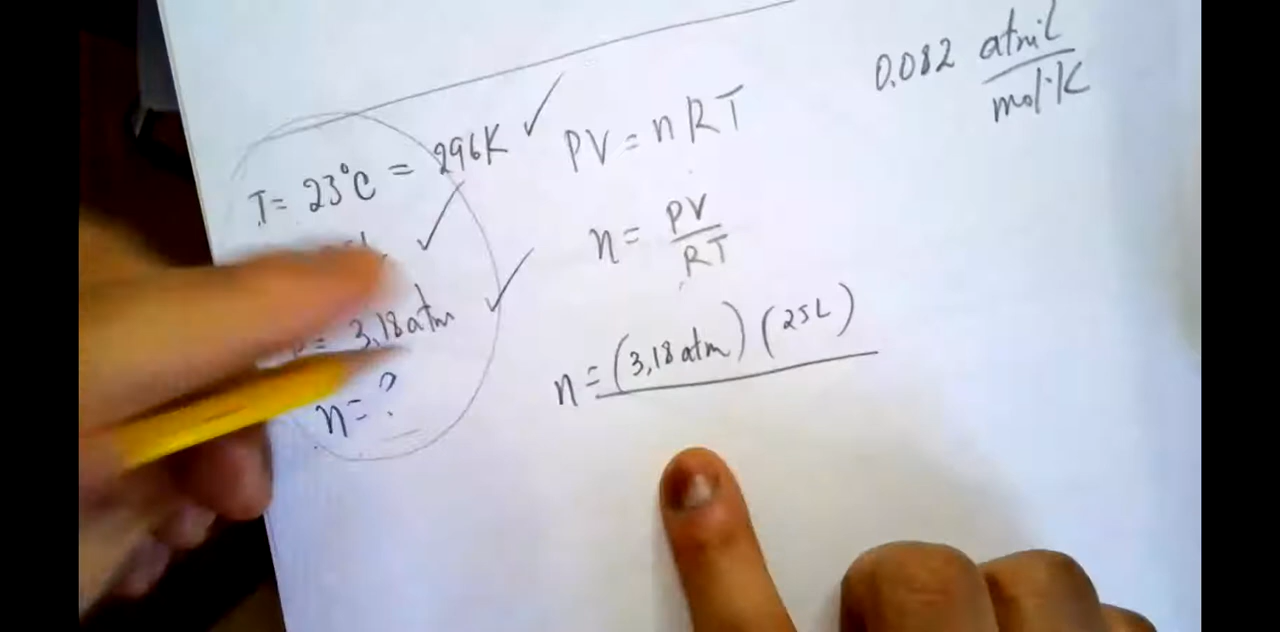 0.082 atm·l / mol·K
T= 23°C = 296K ✓
PV = nRT
n = PV / RT
= 3,18 atm ✓
n = (3,18 atm) (25L)
n= ?